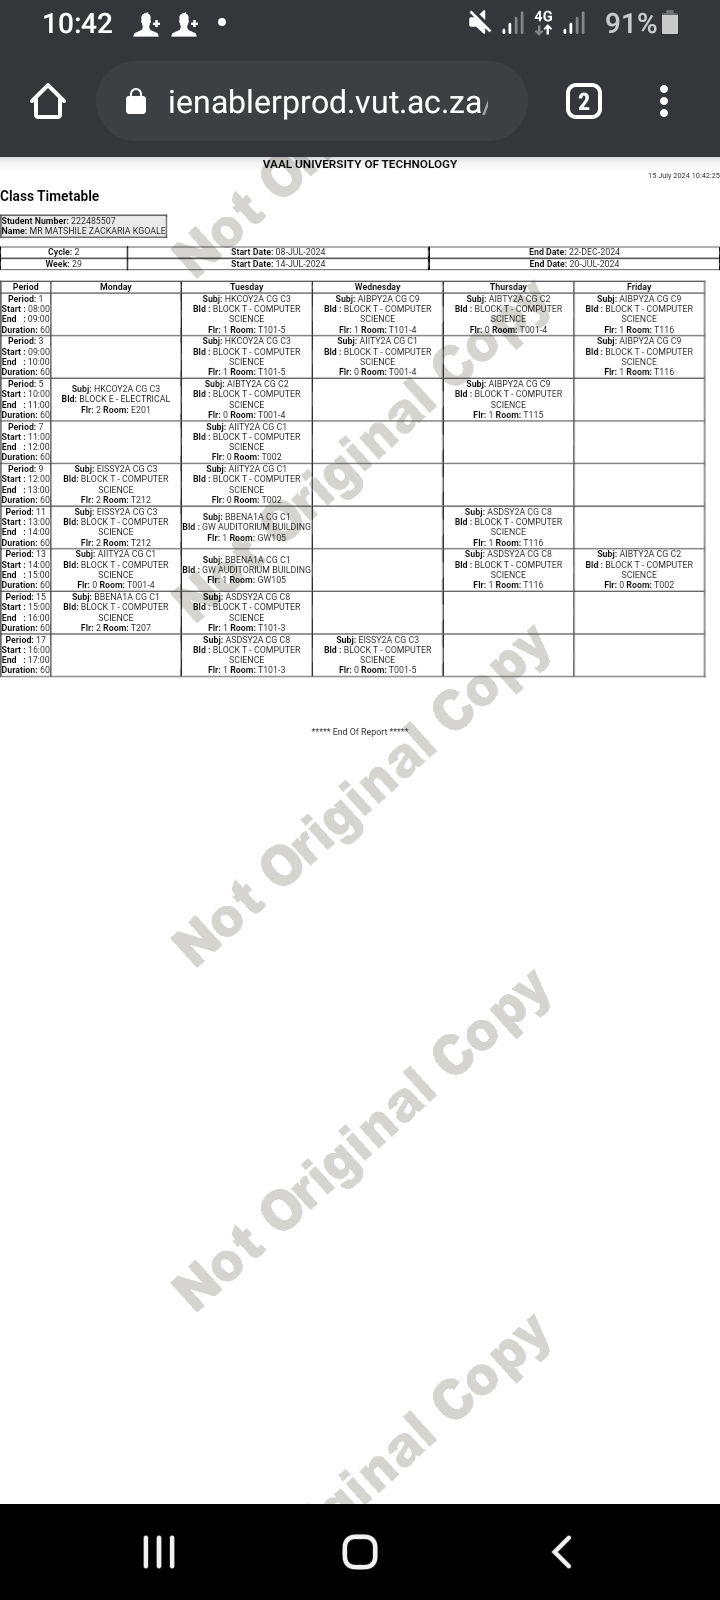 10:42
4G
91%
ienablerprod.vut.ac.za/
2
VAAL UNIVERSITY OF TECHNOLOGY
15 July 2024 10:42:25
Class Timetable
Student Number: 222485507
Name: MR MATSHILE ZACKARIA KGOALE
Cycle: 2 Start Date: 08-JUL-2024 End Date: 22-DEC-2024
Week: 29 Start Date: 14-JUL-2024 End Date: 20-JUL-2024
Period Monday Tuesday Wednesday Thursday Friday
Period: 1 Subj: HKCOY2A CG C3 Subj: AIBPY2A CG C9 Subj: AIBTY2A CG C2 Subj: AIBPY2A CG C9
Start : 08:00 Bld : BLOCK T - COMPUTER Bld : BLOCK T - COMPUTER Bld : BLOCK T - COMPUTER Bld : BLOCK T - COMPUTER
End : 09:00 SCIENCE SCIENCE SCIENCE SCIENCE
Duration: 60 Flr: 1 Room: T101-5 Flr: 1 Room: T101-4 Flr: 0 Room: T001-4 Flr: 1 Room: T116
Period: 3 Subj: HKCOY2A CG C3 Subj: AIITY2A CG C1 Subj: AIBPY2A CG C9
Start : 09:00 Bld : BLOCK T - COMPUTER Bld : BLOCK T - COMPUTER Bld : BLOCK T - COMPUTER
End : 10:00 SCIENCE SCIENCE SCIENCE
Duration: 60 Flr: 1 Room: T101-5 Flr: 0 Room: T001-4 Flr: 1 Room: T116
Period: 5 Subj: HKCOY2A CG C3 Subj: AIBTY2A CG C2 Subj: AIBPY2A CG C9
Start : 10:00 Bld: BLOCK E - ELECTRICAL Bld : BLOCK T - COMPUTER Bld : BLOCK T - COMPUTER
End : 11:00 Flr: 2 Room: E201 SCIENCE SCIENCE
Duration: 60 Flr: 0 Room: T001-4 Flr: 1 Room: T115
Period: 7 Subj: AIITY2A CG C1
Start : 11:00 Bld : BLOCK T - COMPUTER
End : 12:00 SCIENCE
Duration: 60 Flr: 0 Room: T002
Period: 9 Subj: EISSY2A CG C3 Subj: AIITY2A CG C1
Start : 12:00 Bld: BLOCK T - COMPUTER Bld : BLOCK T - COMPUTER
End : 13:00 SCIENCE SCIENCE
Duration: 60 Flr: 2 Room: T212 Flr: 0 Room: T002
Period: 11 Subj: EISSY2A CG C3 Subj: BBENA1A CG C1 Subj: ASDSY2A CG C8
Start : 13:00 Bld: BLOCK T - COMPUTER Bld : GW AUDITORIUM BUILDING Bld : BLOCK T - COMPUTER
End : 14:00 SCIENCE Flr: 1 Room: GW105 SCIENCE
Duration: 60 Flr: 2 Room: T212 Flr: 1 Room: T116
Period: 13 Subj: AIITY2A CG C1 Subj: BBENA1A CG C1 Subj: ASDSY2A CG C8 Subj: AIBTY2A CG C2
Start : 14:00 Bld: BLOCK T - COMPUTER Bld : GW AUDITORIUM BUILDING Bld : BLOCK T - COMPUTER Bld : BLOCK T - COMPUTER
End : 15:00 SCIENCE Flr: 1 Room: GW105 SCIENCE SCIENCE
Duration: 60 Flr: 0 Room: T001-4 Flr: 1 Room: T116 Flr: 0 Room: T002
Period: 15 Subj: BBENA1A CG C1 Subj: ASDSY2A CG C8
Start : 15:00 Bld: BLOCK T - COMPUTER Bld : BLOCK T - COMPUTER
End : 16:00 SCIENCE SCIENCE
Duration: 60 Flr: 2 Room: T207 Flr: 1 Room: T101-3
Period: 17 Subj: ASDSY2A CG C8 Subj: EISSY2A CG C3
Start : 16:00 Bld : BLOCK T - COMPUTER Bld : BLOCK T - COMPUTER
End : 17:00 SCIENCE SCIENCE
Duration: 60 Flr: 1 Room: T101-3 Flr: 0 Room: T001-5
***** End Of Report *****
Not Or
Not Original Copy
Not Original Copy
Not Original Copy
ginal Copy